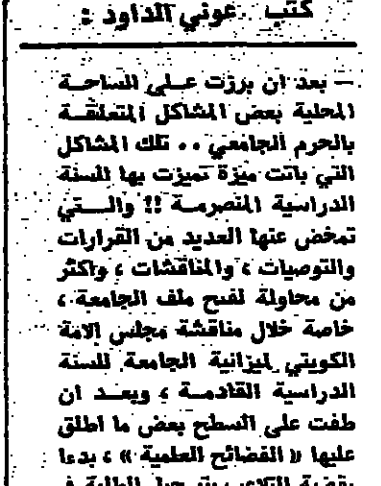 كتب .. عوني الداود :
— بعد ان برزت على الساحة
المحلية بعض المشاكل المتعلقة
بالحرم الجامعي .. تلك المشاكل
التي باتت ميزة تميزت بها السنة
الدراسية المنصرمة !! والتي
تمخض عنها العديد من القرارات
والتوصيات ، والمناقشات ، واكثر
من محاولة لفتح ملف الجامعة ،
خاصة خلال مناقشة مجلس الامة
الكويتي لميزانية الجامعة للسنة
الدراسية القادمة ، وبعد ان
طفت على السطح بعض ما اطلق
عليها « الفضائح العلمية » ، بدءا